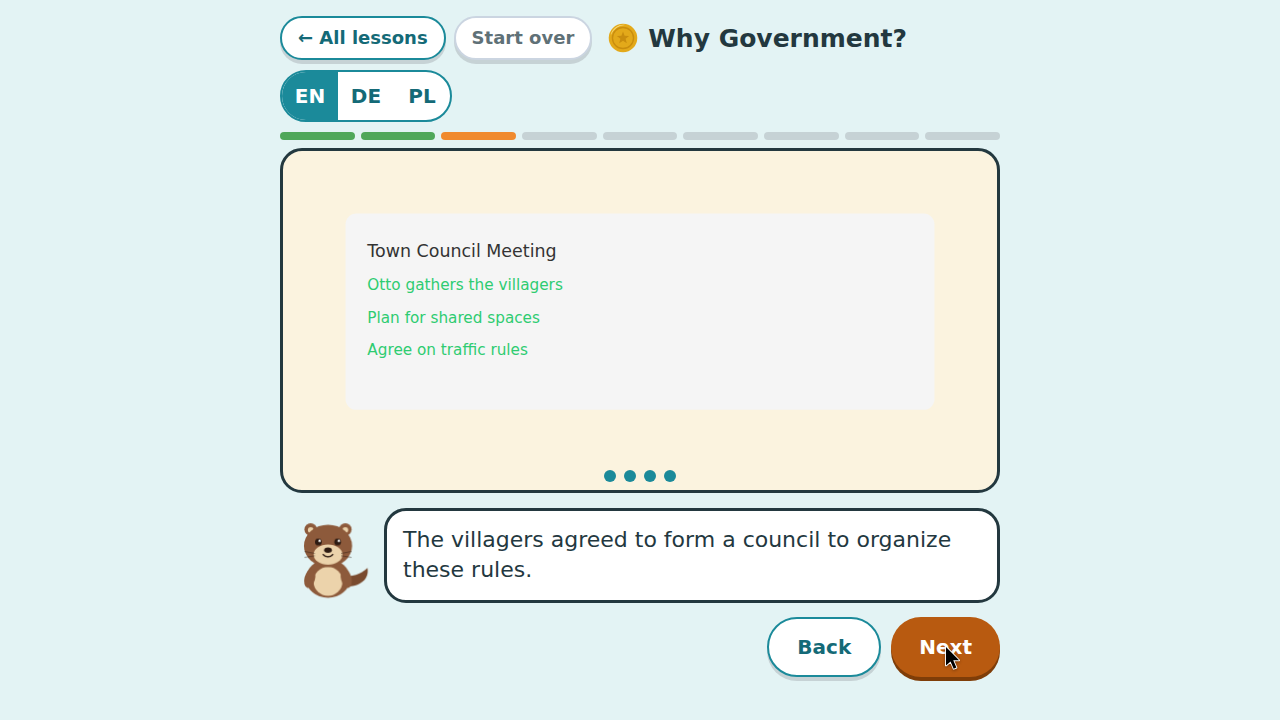 ← All lessons
Start over
Why Government?
EN DE PL
Town Council Meeting
Otto gathers the villagers
Plan for shared spaces
Agree on traffic rules
The villagers agreed to form a council to organize
these rules.
Back
Next